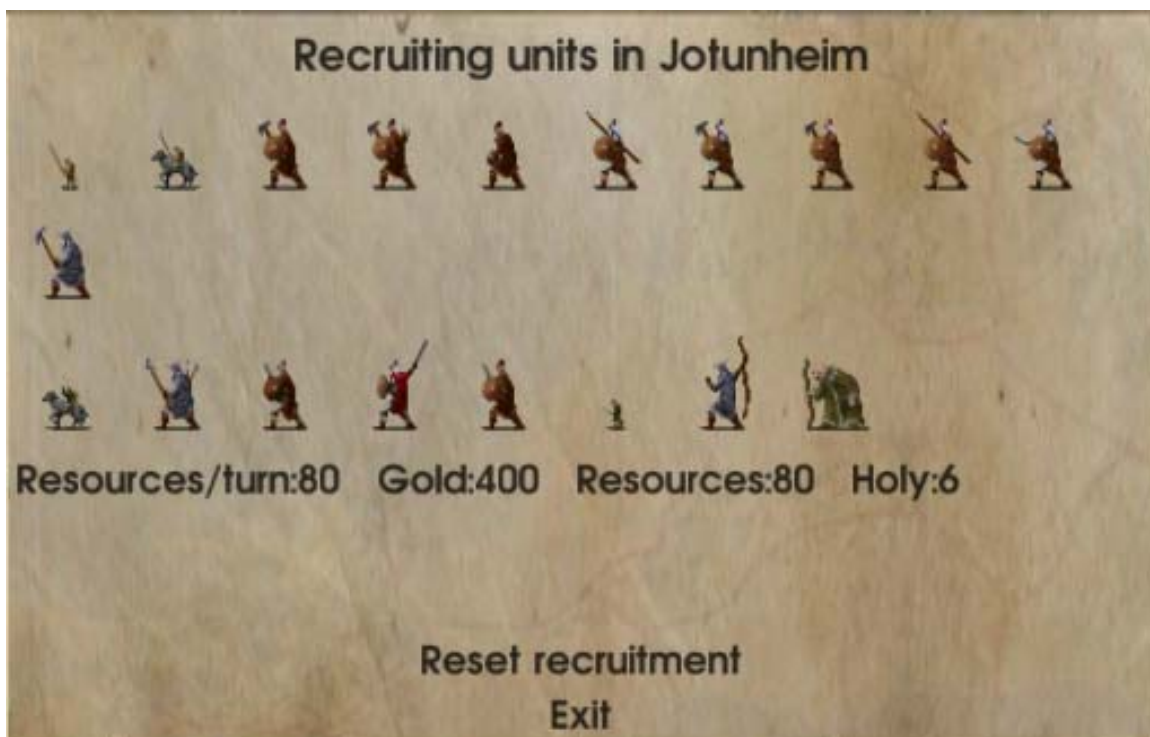 Recruiting units in Jotunheim
Resources/turn:80 Gold:400 Resources:80 Holy:6
Reset recruitment
Exit